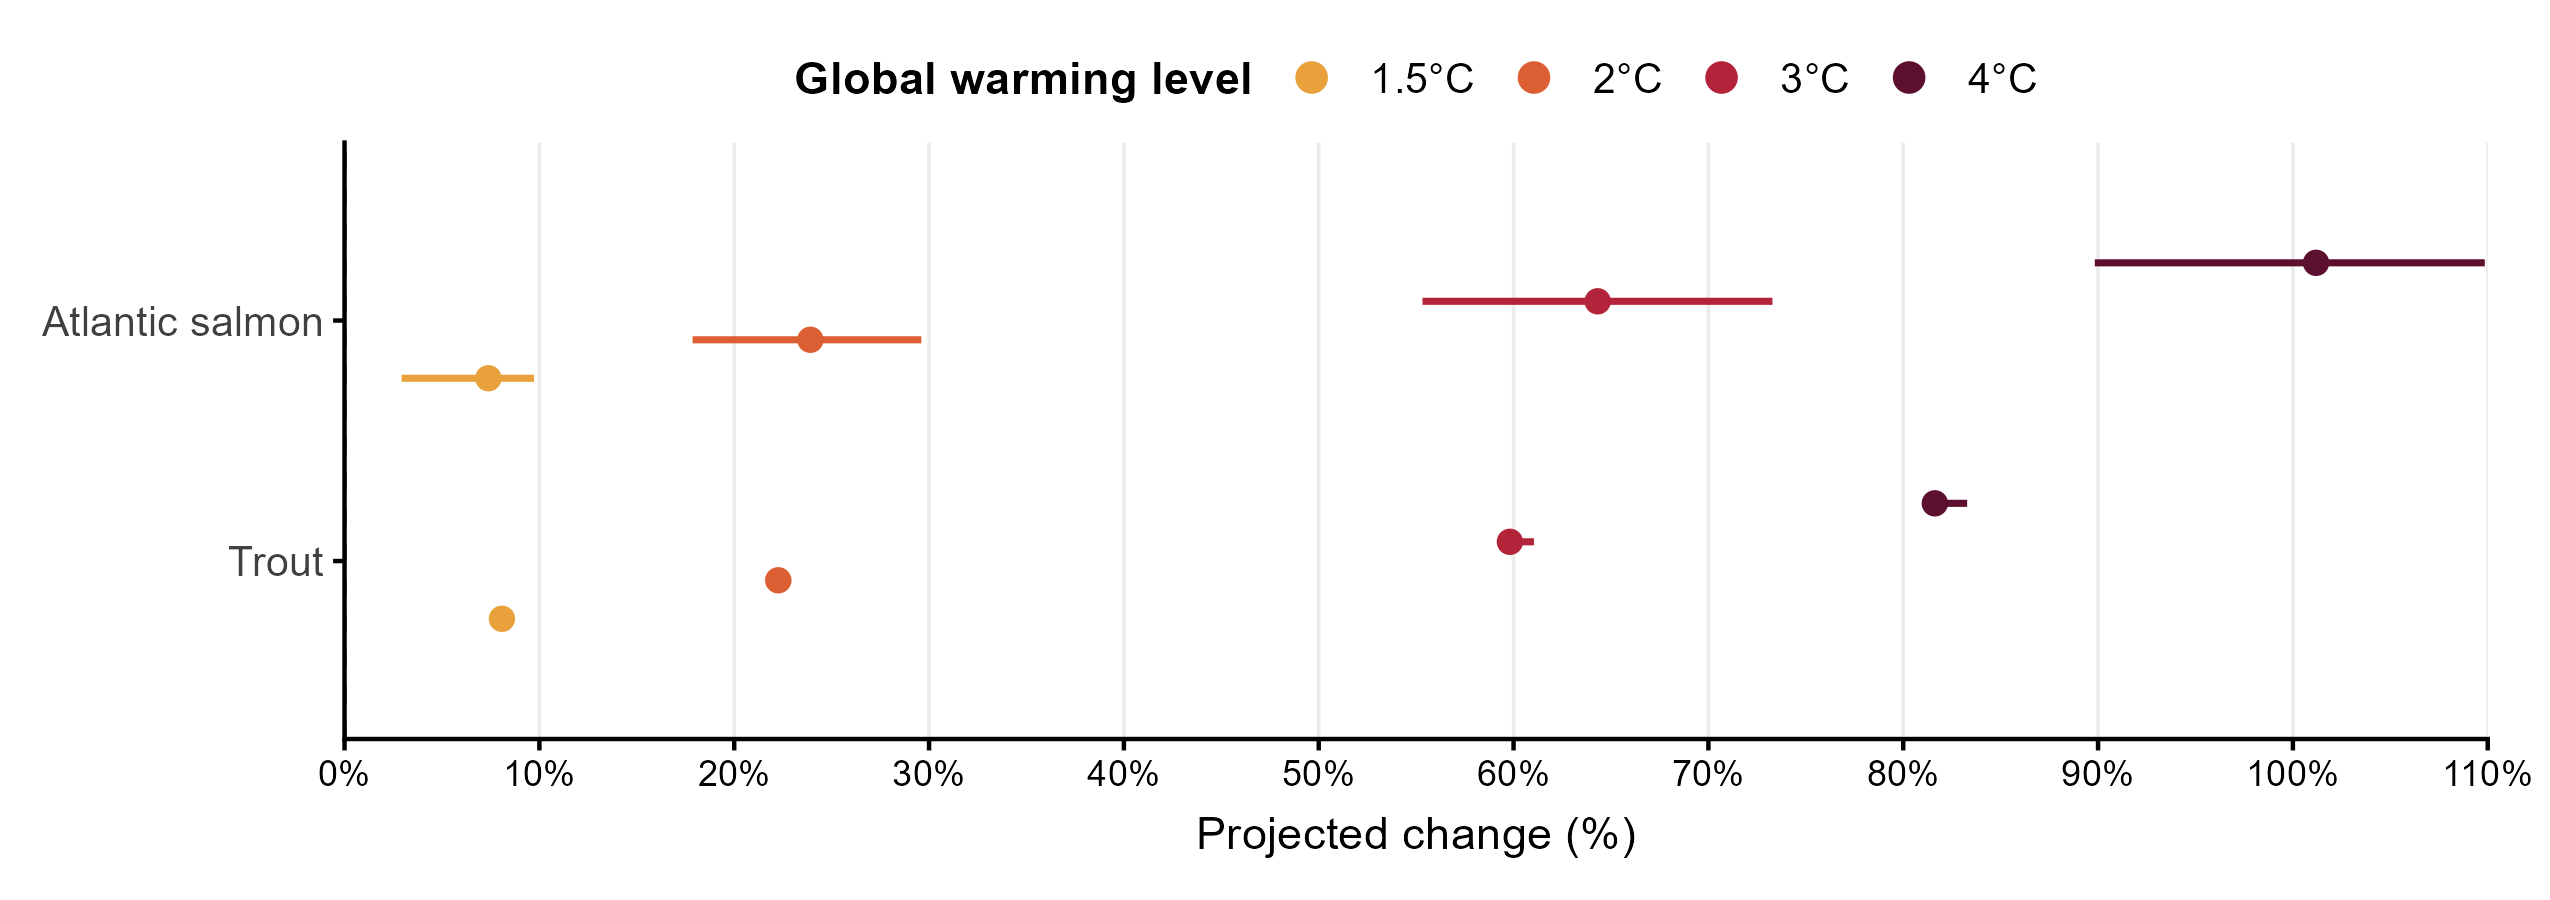 Global warming level 1.5°C 2°C 3°C 4°C
Atlantic salmon
Trout
0% 10% 20% 30% 40% 50% 60% 70% 80% 90% 100% 110%
Projected change (%)